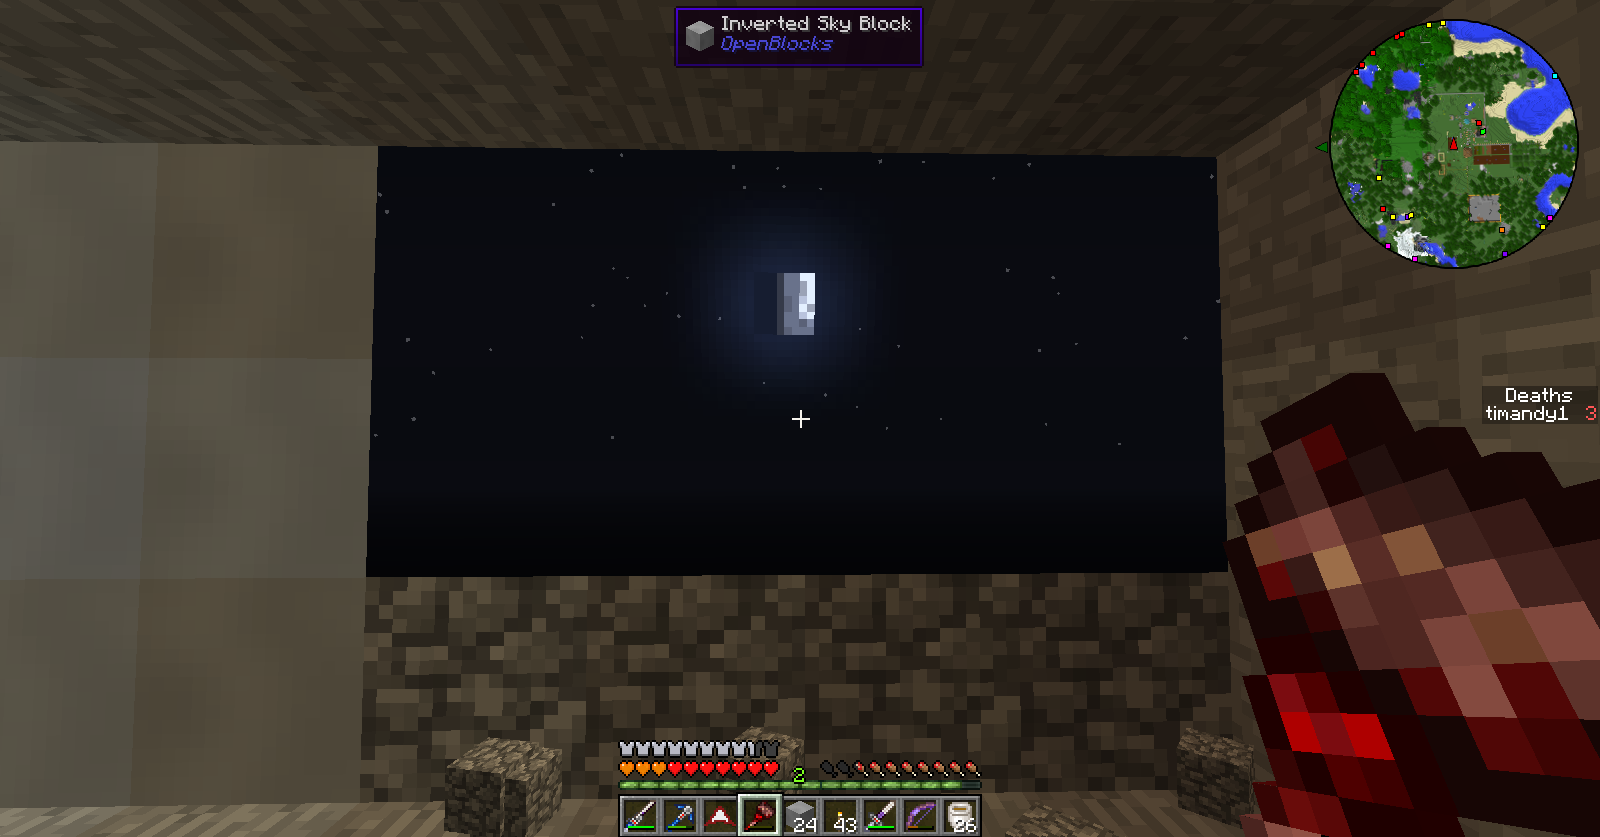 Inverted Sky Block
OpenBlocks
Deaths
timandy1 3
2
24 43 26